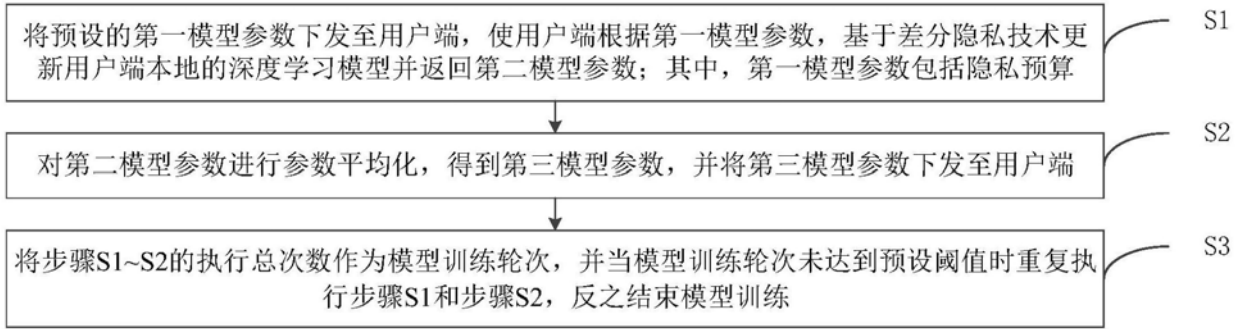 将预设的第一模型参数下发至用户端，使用户端根据第一模型参数，基于差分隐私技术更
新用户端本地的深度学习模型并返回第二模型参数；其中，第一模型参数包括隐私预算
S1
对第二模型参数进行参数平均化，得到第三模型参数，并将第三模型参数下发至用户端
S2
将步骤S1~S2的执行总次数作为模型训练轮次，并当模型训练轮次未达到预设阈值时重复执
行步骤S1和步骤S2，反之结束模型训练
S3